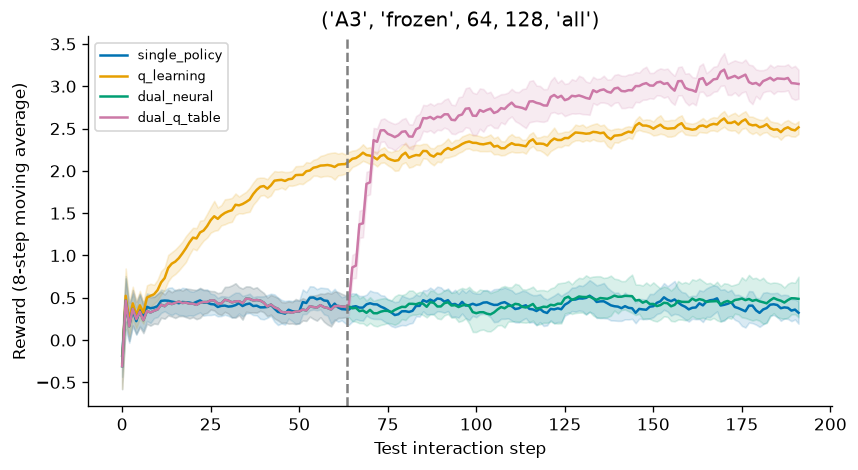 ('A3', 'frozen', 64, 128, 'all')
single_policy
q_learning
dual_neural
dual_q_table
Reward (8-step moving average)
3.5
3.0
2.5
2.0
1.5
1.0
0.5
0.0
−0.5
0 25 50 75 100 125 150 175 200
Test interaction step